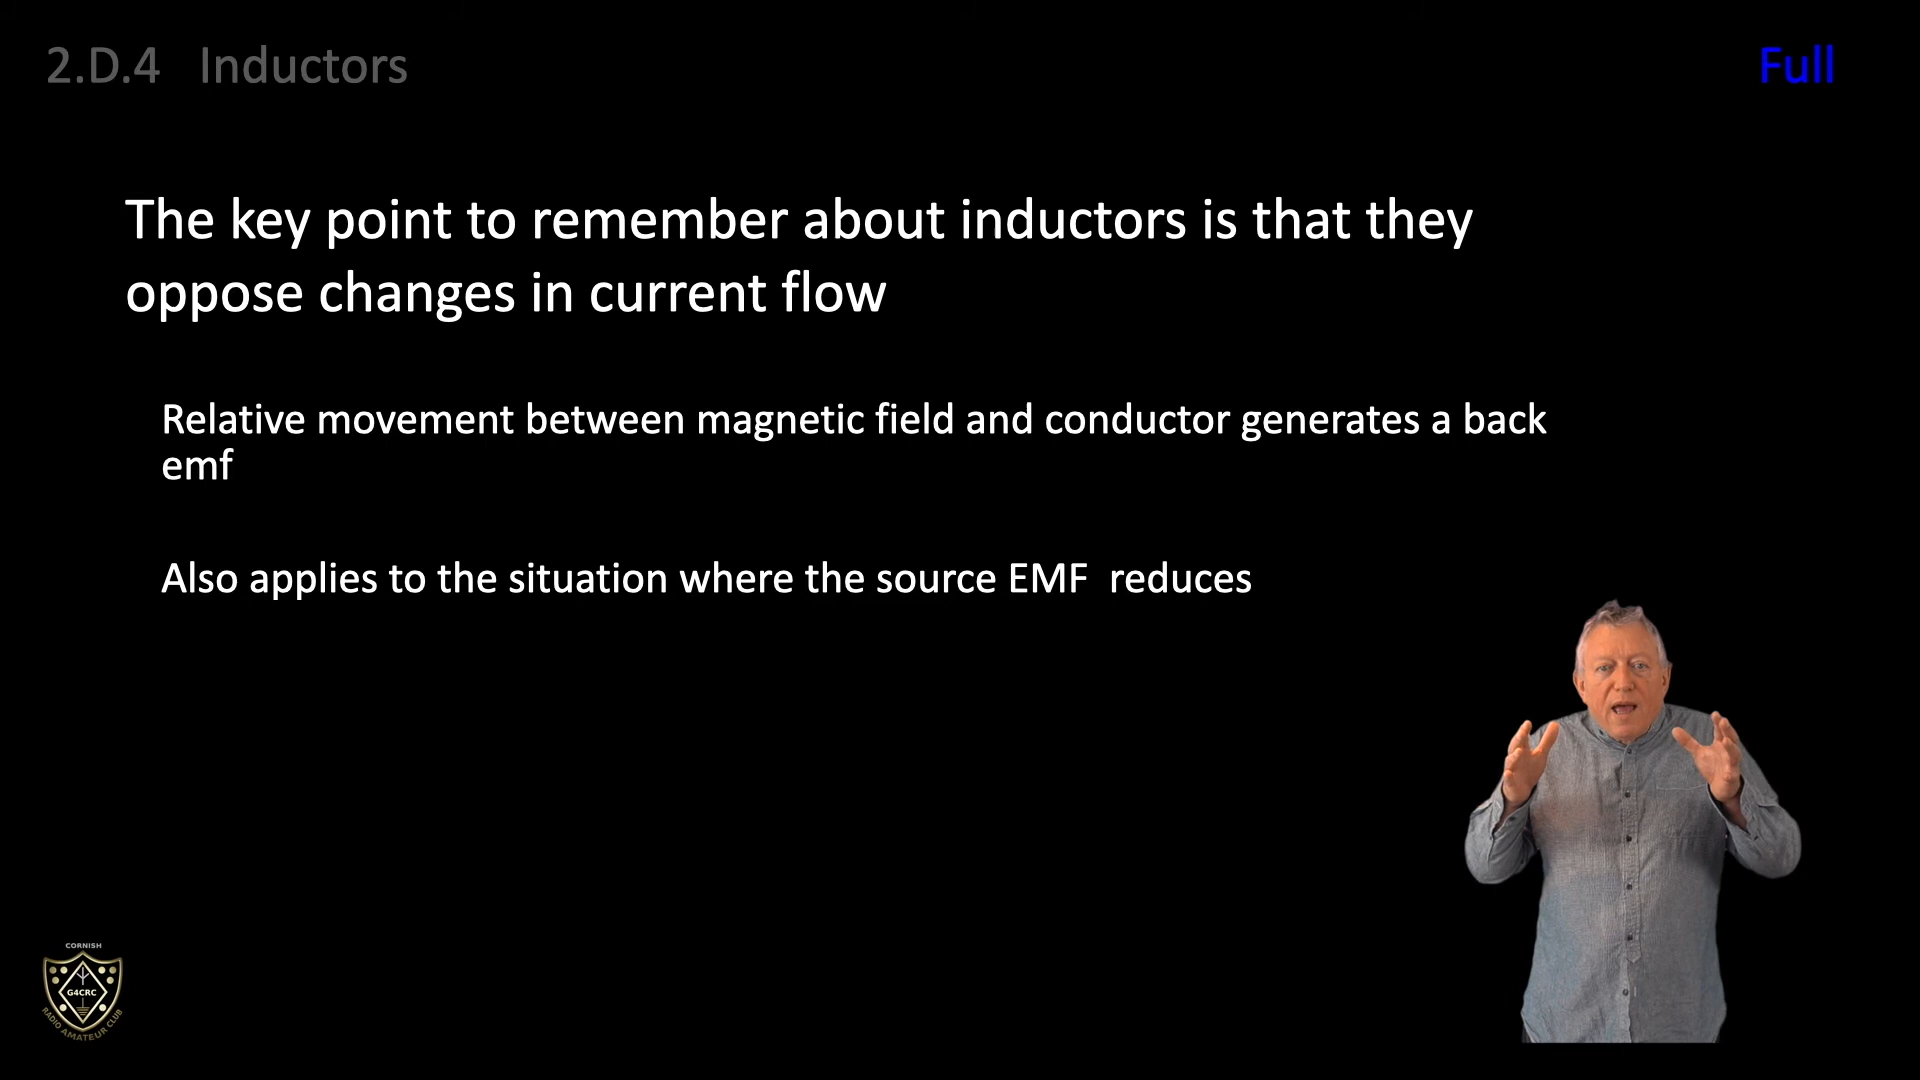 2.D.4 Inductors
Full
The key point to remember about inductors is that they
oppose changes in current flow
Relative movement between magnetic field and conductor generates a back
emf
Also applies to the situation where the source EMF  reduces
CORNISH
G4CRC
RADIO AMATEUR CLUB